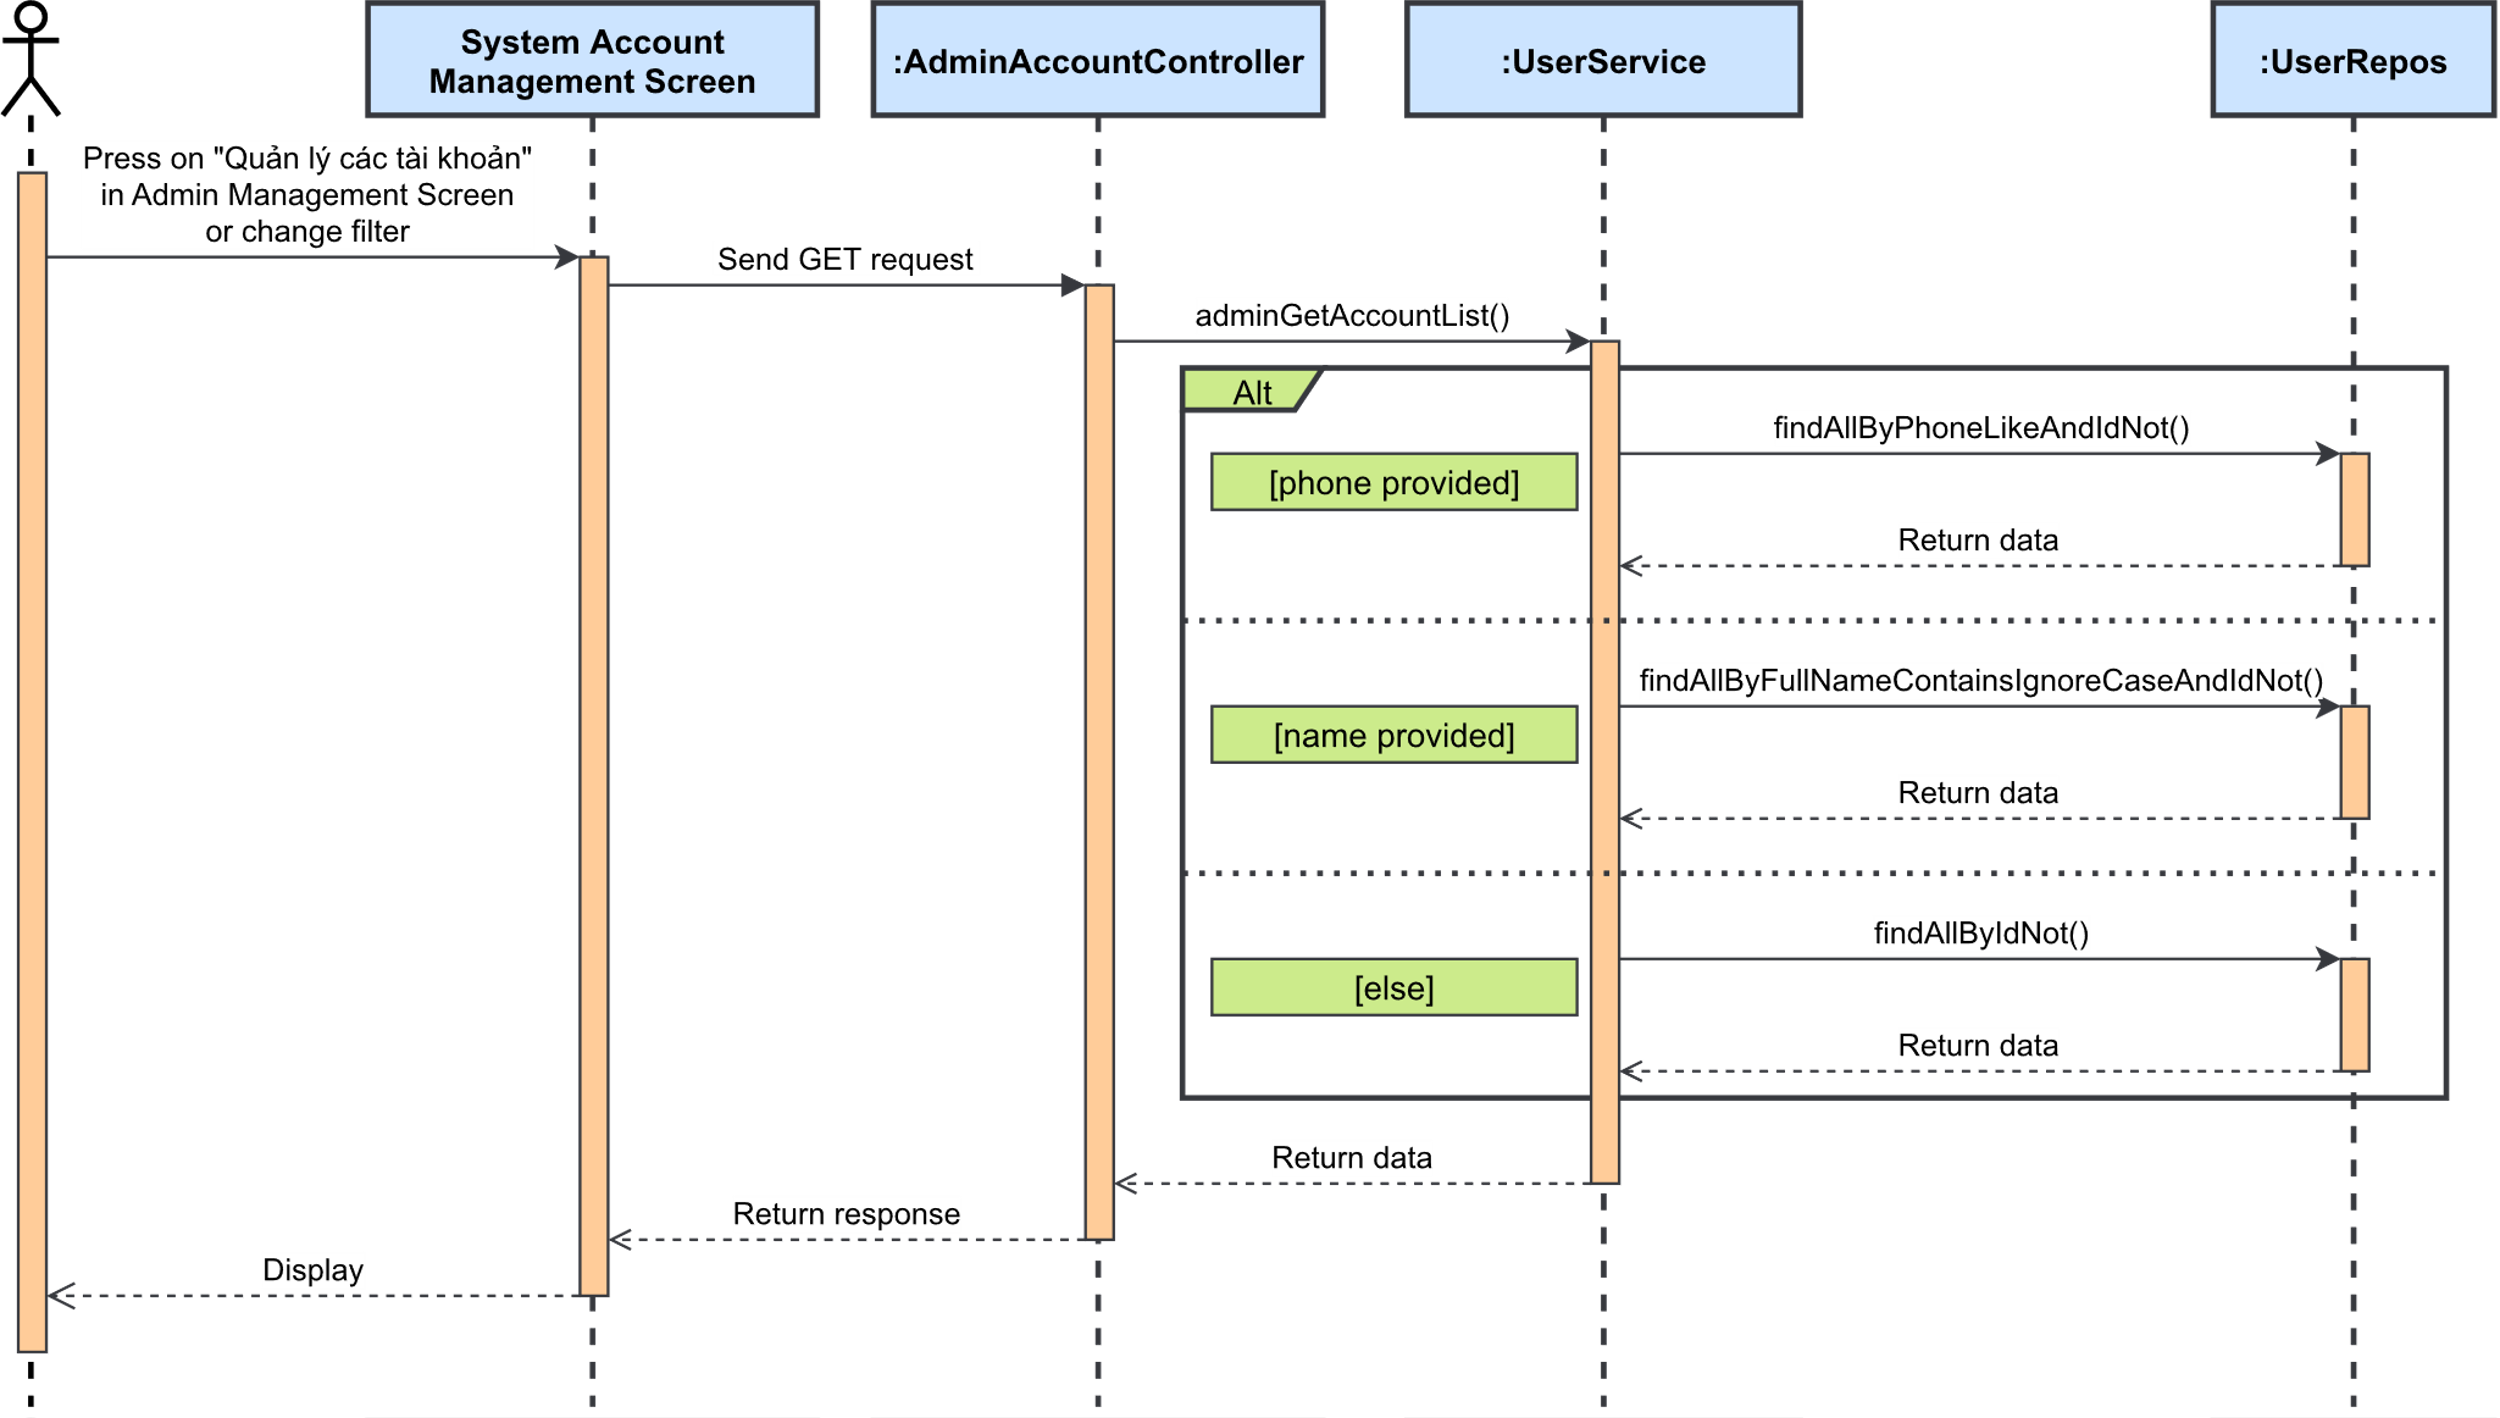 System Account
Management Screen
:AdminAccountController
:UserService
:UserRepos
Press on "Quản lý các tài khoản"
in Admin Management Screen
or change filter
Send GET request
adminGetAccountList()
Alt
findAllByPhoneLikeAndIdNot()
[phone provided]
Return data
findAllByFullNameContainsIgnoreCaseAndIdNot()
[name provided]
Return data
findAllByIdNot()
[else]
Return data
Return data
Return response
Display